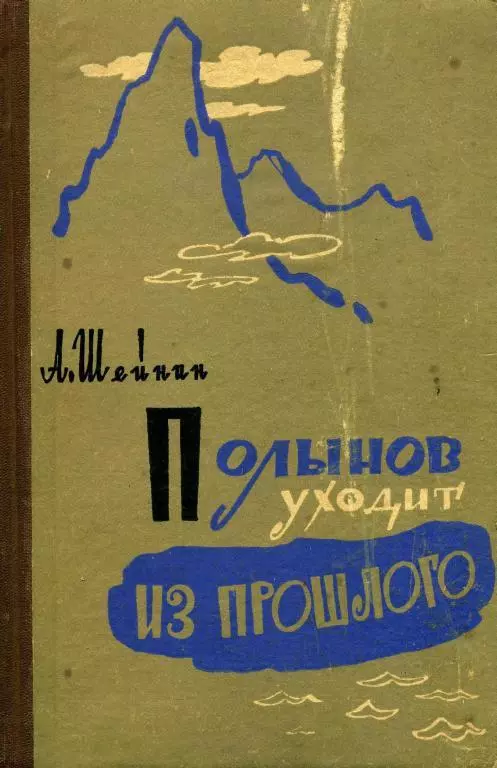 А. Шейнин
Полынов
уходит
из прошлого